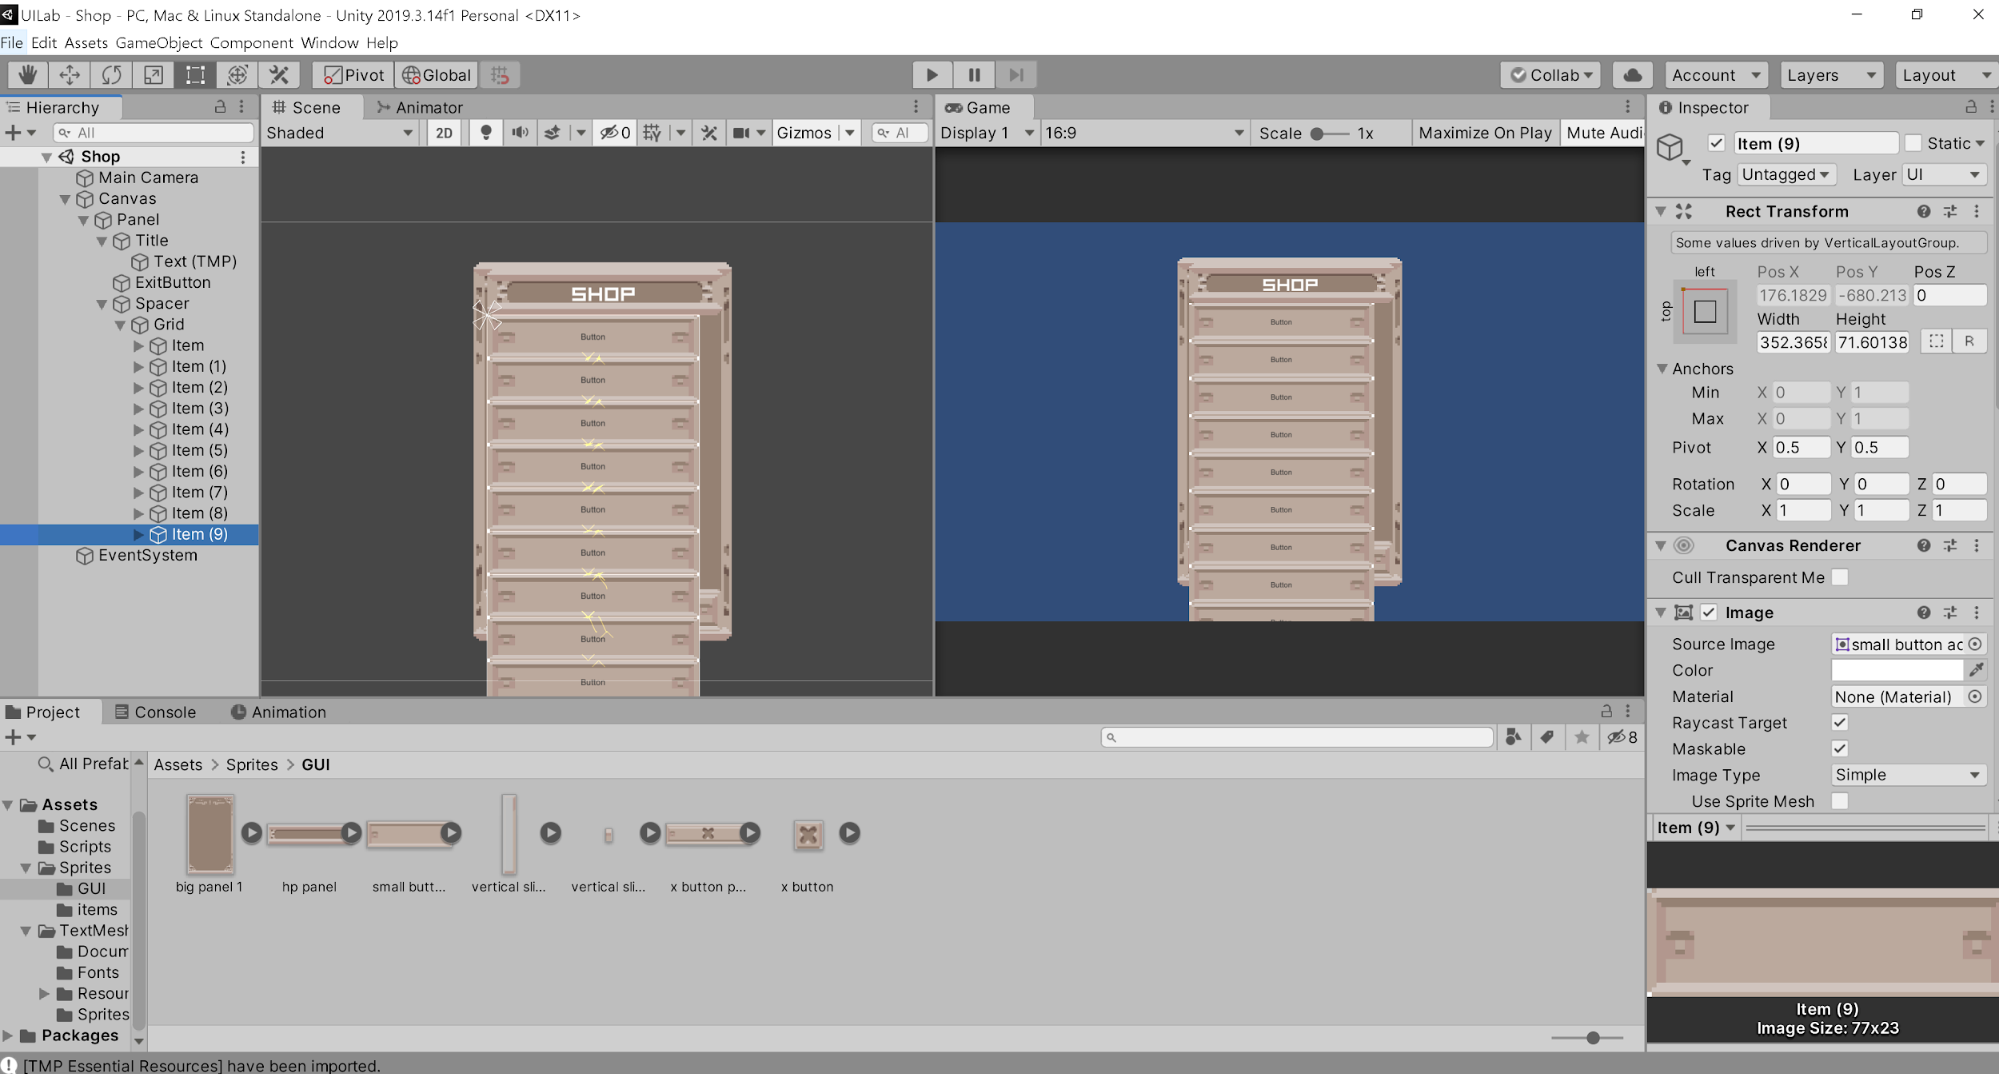 UILab - Shop - PC, Mac & Linux Standalone - Unity 2019.3.14f1 Personal <DX11>
File Edit Assets GameObject Component Window Help
Pivot Global Collab Account Layers Layout
Hierarchy
All
Shop
Main Camera
Canvas
Panel
Title
Text (TMP)
ExitButton
Spacer
Grid
Item
Item (1)
Item (2)
Item (3)
Item (4)
Item (5)
Item (6)
Item (7)
Item (8)
Item (9)
EventSystem
Scene Animator
Shaded 2D 0 Gizmos Al
SHOP
Button
Button
Button
Button
Button
Button
Button
Button
Button
Game
Display 1 16:9 Scale 1x Maximize On Play Mute Audi
SHOP
Button
Button
Button
Button
Button
Button
Button
Button
Inspector
Item (9) Static
Tag Untagged Layer UI
Rect Transform
Some values driven by VerticalLayoutGroup.
left Pos X Pos Y Pos Z
top 176.1829 -680.213 0
Width Height
352.365 71.60138 R
Anchors
Min X 0 Y 1
Max X 0 Y 1
Pivot X 0.5 Y 0.5
Rotation X 0 Y 0 Z 0
Scale X 1 Y 1 Z 1
Canvas Renderer
Cull Transparent Me
Image
Source Image small button ac
Color
Material None (Material)
Raycast Target
Maskable
Image Type Simple
Use Sprite Mesh
Item (9)
Item (9)
Image Size: 77x23
Project Console Animation
8
All Prefab
Assets
Scenes
Scripts
Sprites
GUI
items
TextMesh
Docum
Fonts
Resour
Sprites
Packages
Assets > Sprites > GUI
big panel 1 hp panel small butt... vertical sli... vertical sli... x button p... x button
[TMP Essential Resources] have been imported.